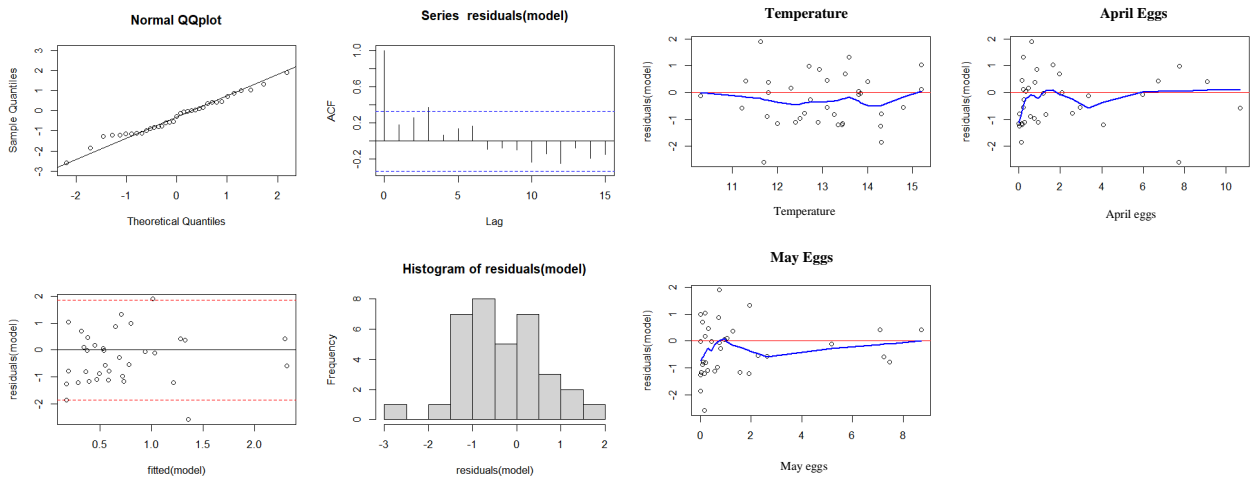 Normal QQplot
Sample Quantiles
3
2
1
0
-1
-2
-3
-2 -1 0 1 2
Theoretical Quantiles
Series residuals(model)
ACF
1.0
0.6
0.2
-0.2
0 5 10 15
Lag
Temperature
residuals(model)
2
1
0
-1
-2
11 12 13 14 15
Temperature
April Eggs
residuals(model)
2
1
0
-1
-2
0 2 4 6 8 10
April eggs
residuals(model)
2
1
0
-1
-2
0.5 1.0 1.5 2.0
fitted(model)
Histogram of residuals(model)
Frequency
8
6
4
2
0
-3 -2 -1 0 1 2
residuals(model)
May Eggs
residuals(model)
2
1
0
-1
-2
0 2 4 6 8
May eggs